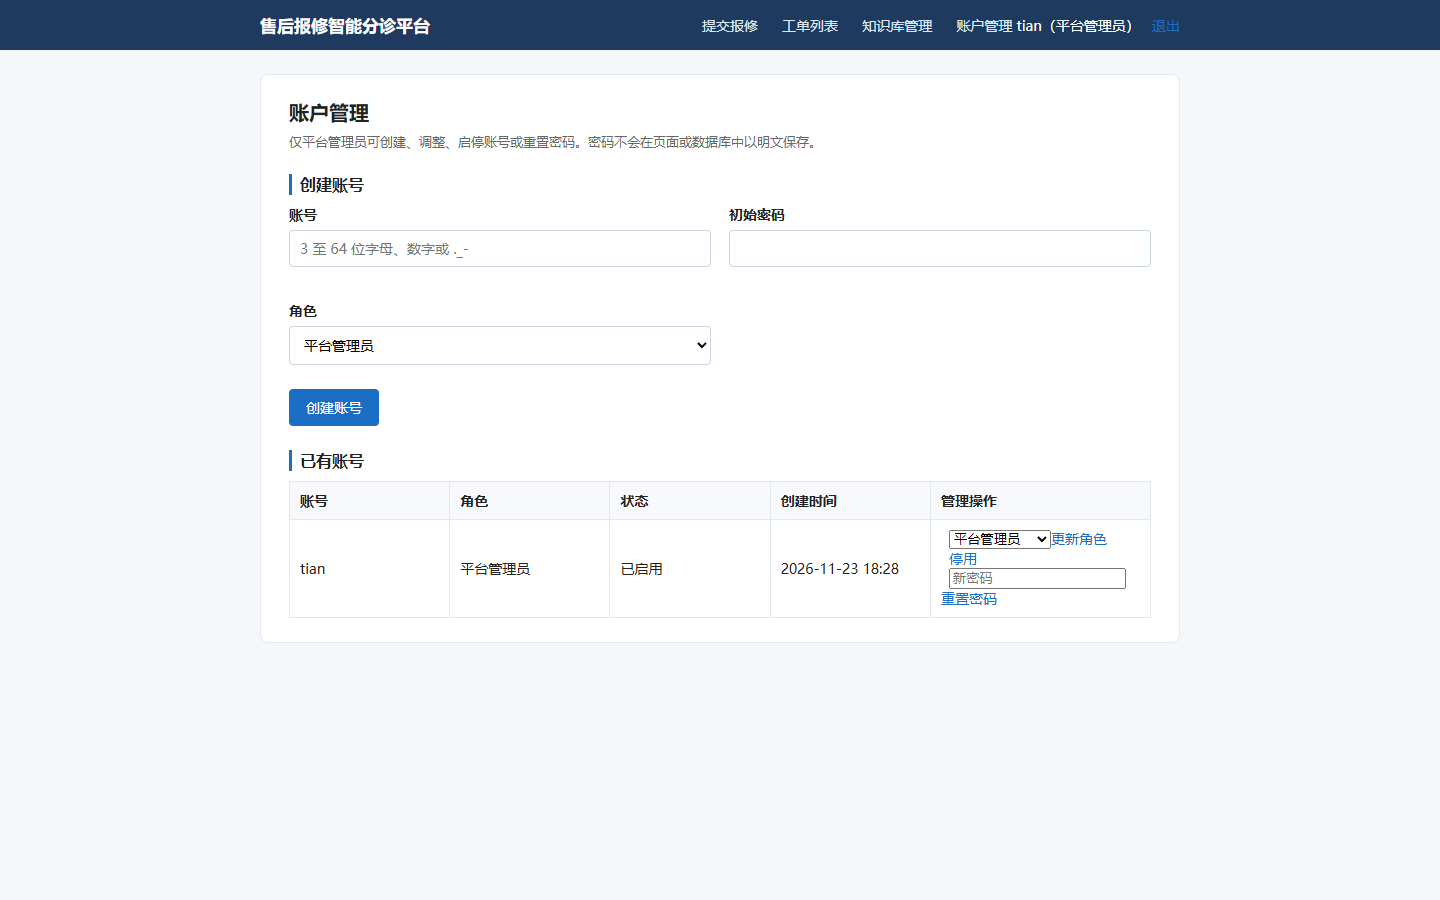 售后报修智能分诊平台 提交报修 工单列表 知识库管理 账户管理 tian（平台管理员） 退出
账户管理
仅平台管理员可创建、调整、启停账号或重置密码。密码不会在页面或数据库中以明文保存。
创建账号
账号 初始密码
3 至 64 位字母、数字或 ._-
角色
平台管理员
创建账号
已有账号
账号 角色 状态 创建时间 管理操作
tian 平台管理员 已启用 2026-11-23 18:28 平台管理员 更新角色
停用
新密码
重置密码